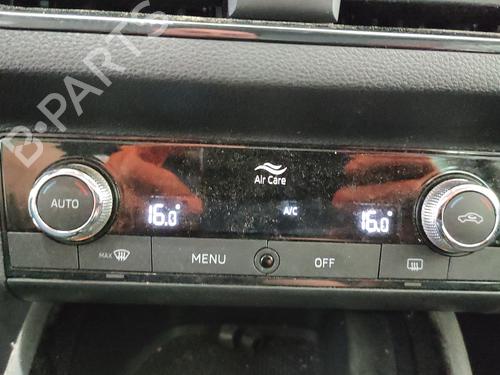 B-PARTS
Air Care
AUTO
16.0°
A/C
16.0°
MAX
MENU
OFF